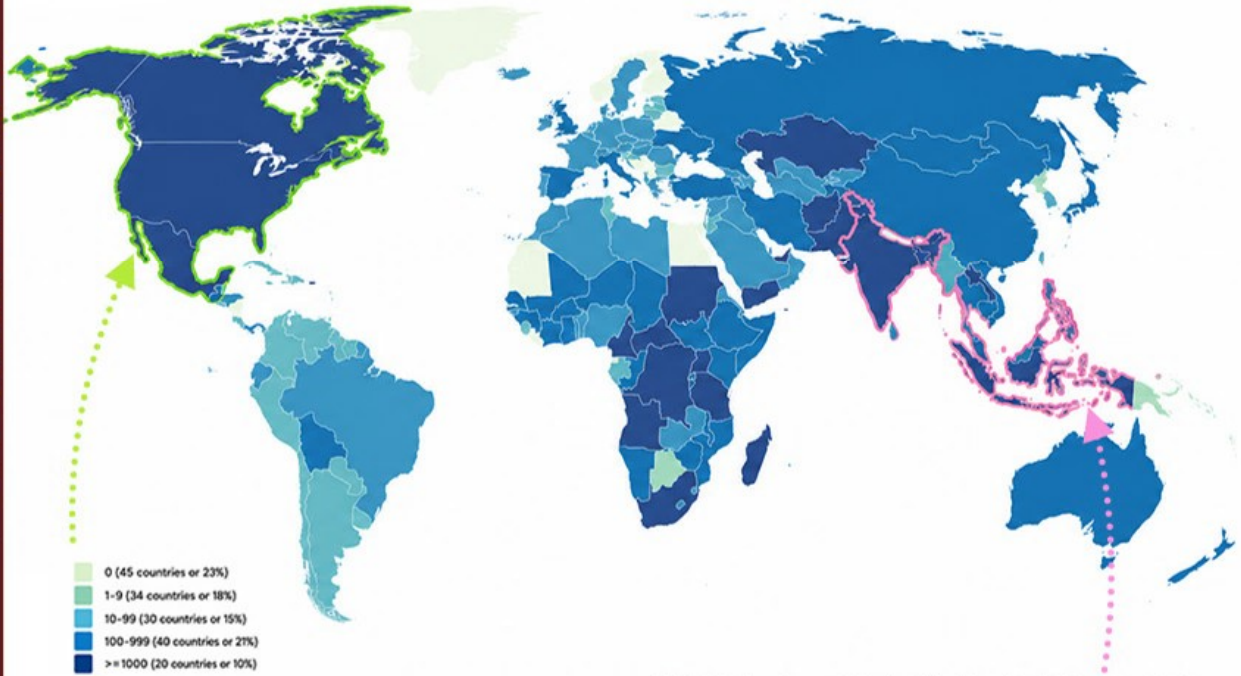 0 (45 countries or 23%)
1-9 (34 countries or 18%)
10-99 (30 countries or 15%)
100-999 (40 countries or 21%)
>=1000 (20 countries or 10%)